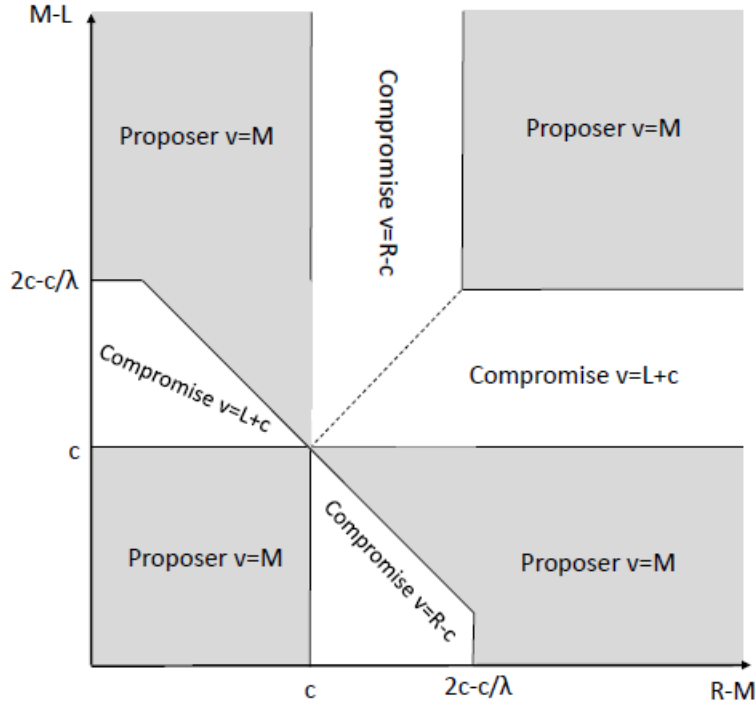 M-L
Proposer v=M
Compromise v=R-c
Proposer v=M
2c-c/λ
Compromise v=L+c
Compromise v=L+c
c
Proposer v=M
Compromise v=R-c
Proposer v=M
c
2c-c/λ
R-M